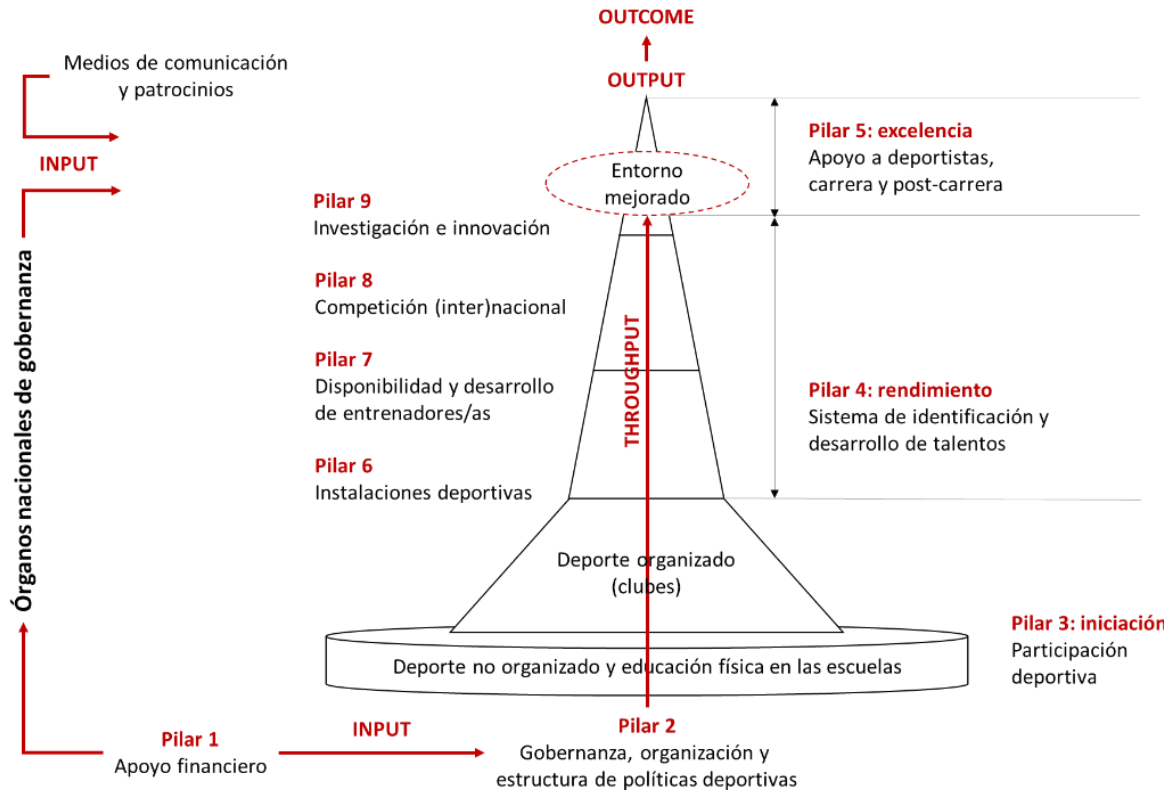 OUTCOME
OUTPUT
Medios de comunicación
y patrocinios
INPUT
Órganos nacionales de gobernanza
Pilar 5: excelencia
Apoyo a deportistas,
carrera y post-carrera
Entorno
mejorado
Pilar 9
Investigación e innovación
Pilar 8
Competición (inter)nacional
Pilar 7
Disponibilidad y desarrollo
de entrenadores/as
Pilar 6
Instalaciones deportivas
THROUGHPUT
Pilar 4: rendimiento
Sistema de identificación y
desarrollo de talentos
Deporte organizado
(clubes)
Pilar 3: iniciación
Participación
deportiva
Deporte no organizado y educación física en las escuelas
Pilar 1
Apoyo financiero
INPUT
Pilar 2
Gobernanza, organización y
estructura de políticas deportivas